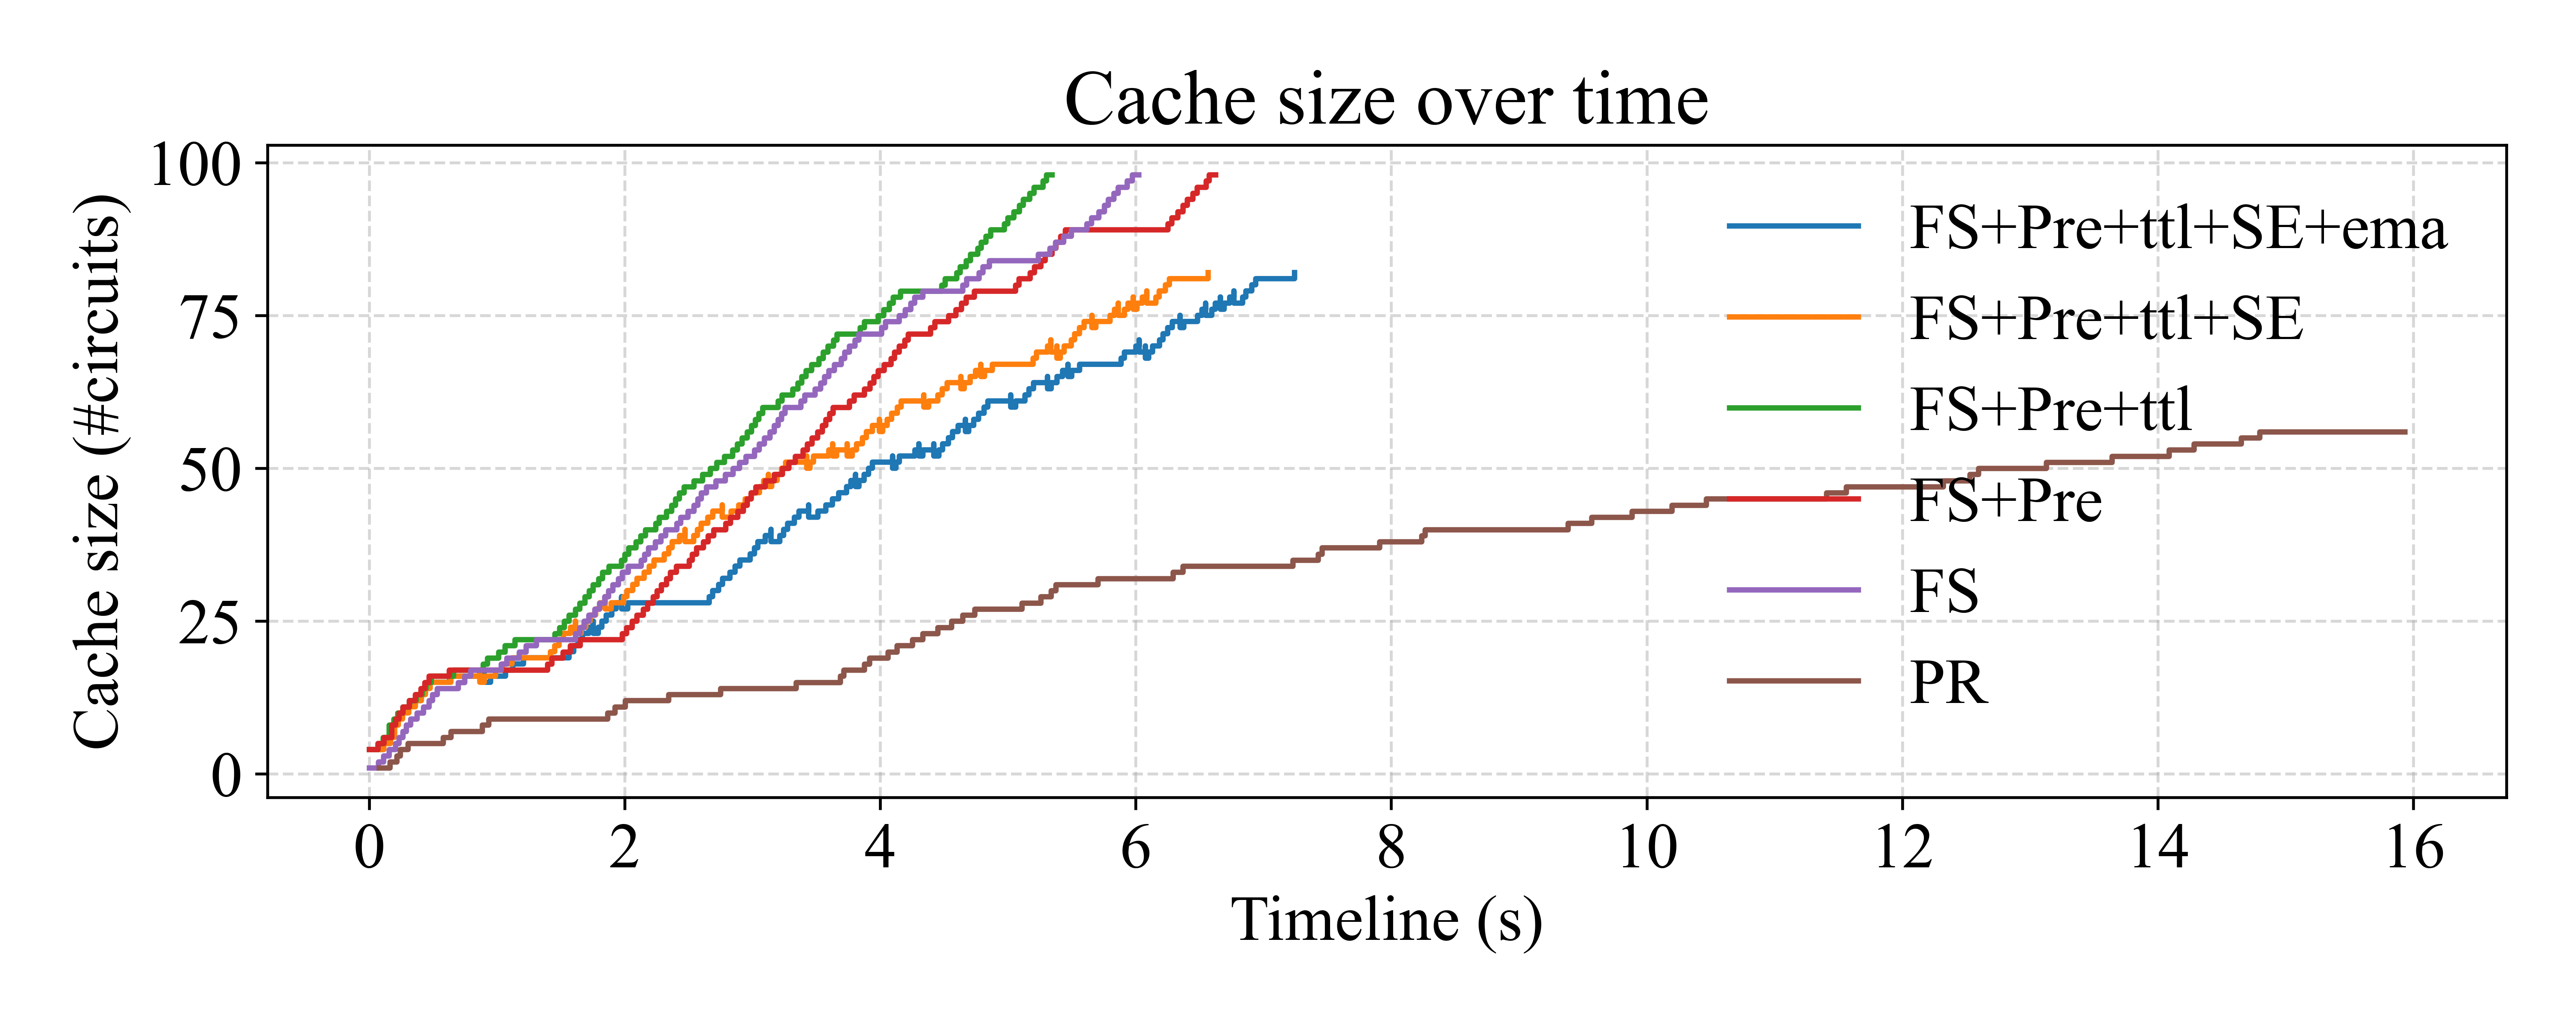 Cache size over time
Cache size (#circuits)
100
75
50
25
0
FS+Pre+ttl+SE+ema
FS+Pre+ttl+SE
FS+Pre+ttl
FS+Pre
FS
PR
0 2 4 6 8 10 12 14 16
Timeline (s)